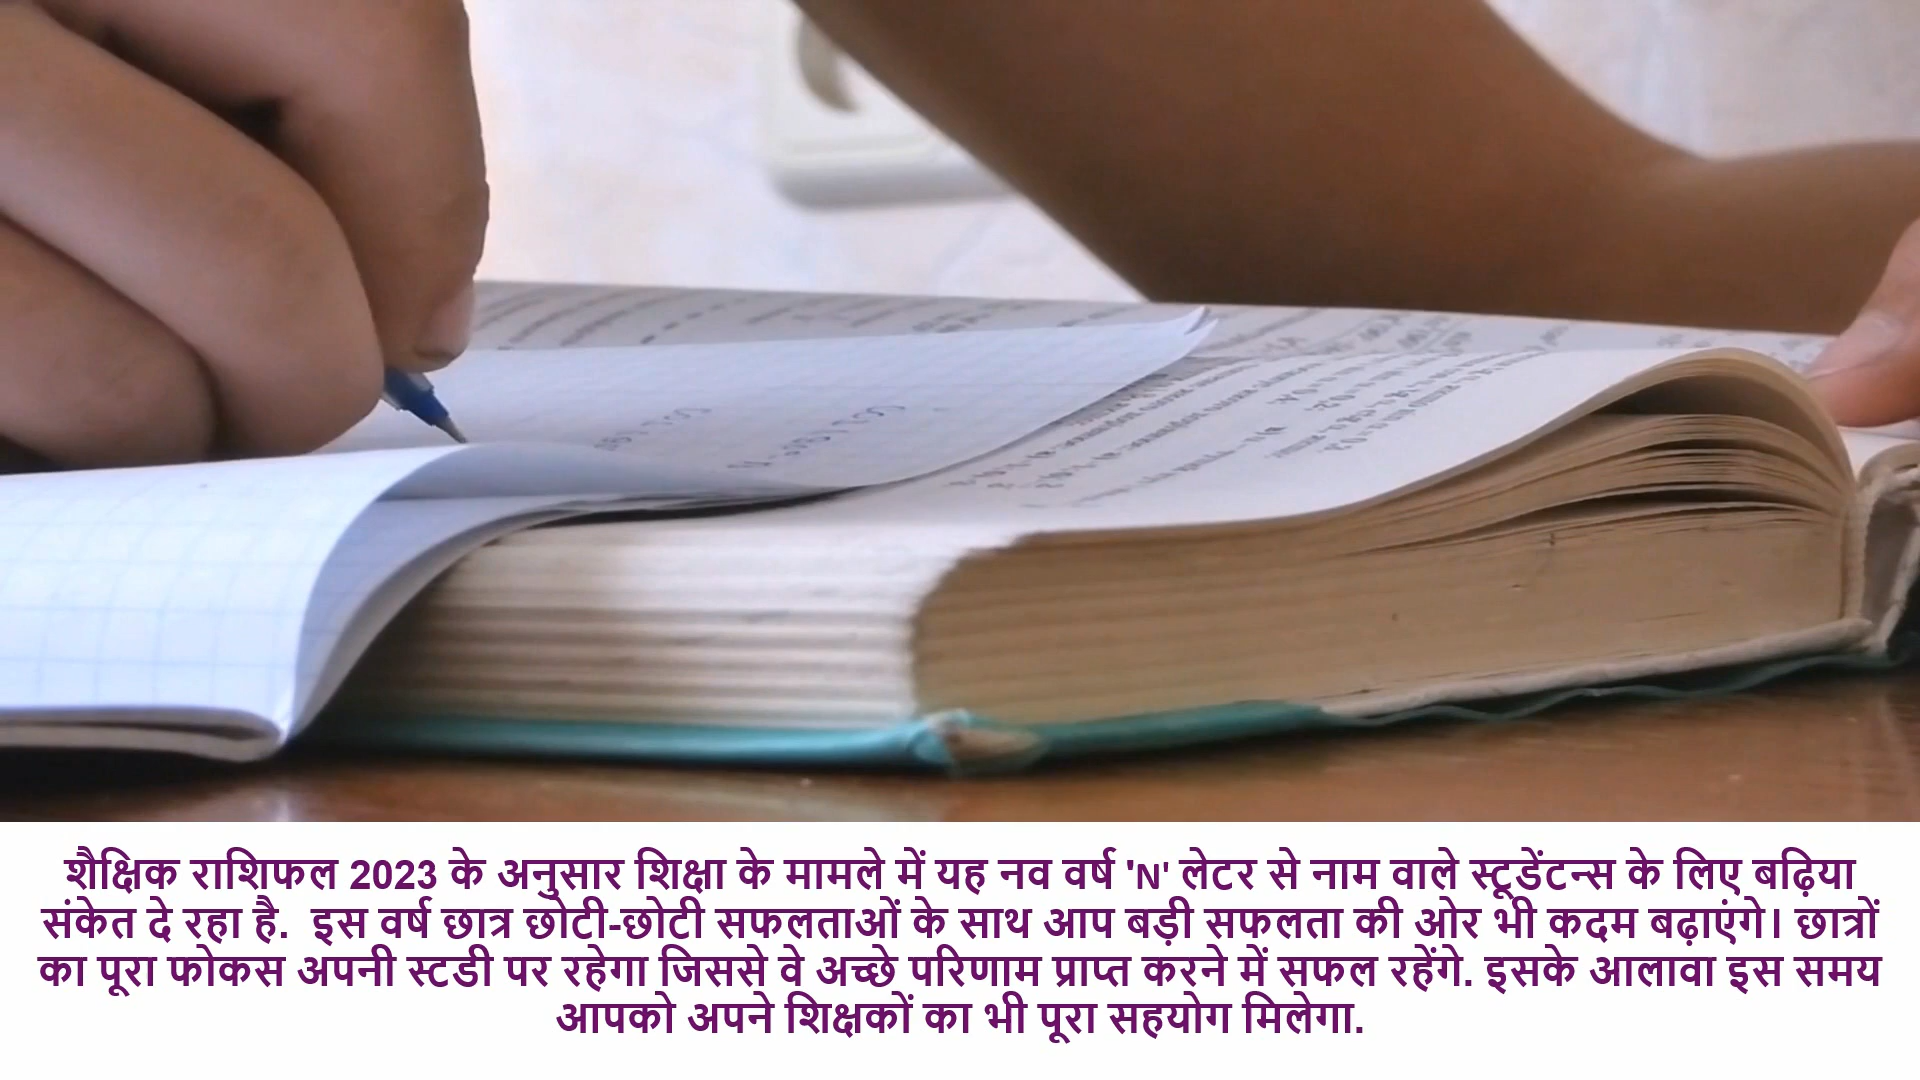 शैक्षिक राशिफल 2023 के अनुसार शिक्षा के मामले में यह नव वर्ष 'N' लेटर से नाम वाले स्टूडेंटन्स के लिए बढ़िया
संकेत दे रहा है. इस वर्ष छात्र छोटी-छोटी सफलताओं के साथ आप बड़ी सफलता की ओर भी कदम बढ़ाएंगे। छात्रों
का पूरा फोकस अपनी स्टडी पर रहेगा जिससे वे अच्छे परिणाम प्राप्त करने में सफल रहेंगे. इसके आलावा इस समय
आपको अपने शिक्षकों का भी पूरा सहयोग मिलेगा.